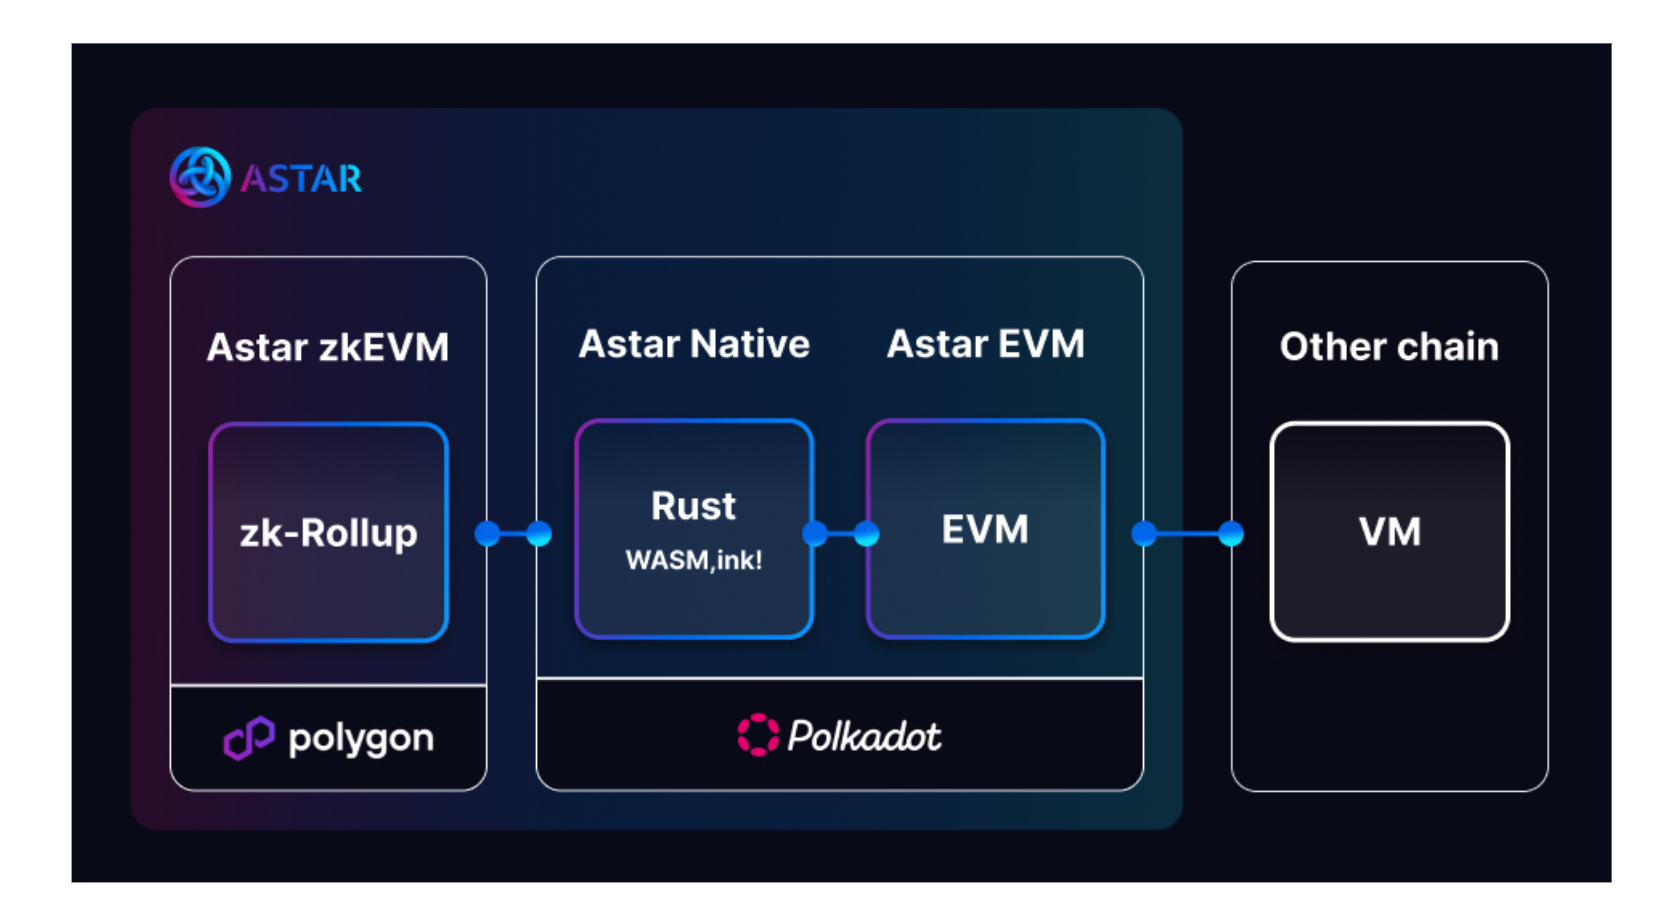 ASTAR
Astar zkEVM
zk-Rollup
polygon
Astar Native
Rust
WASM,ink!
Astar EVM
EVM
Polkadot
Other chain
VM